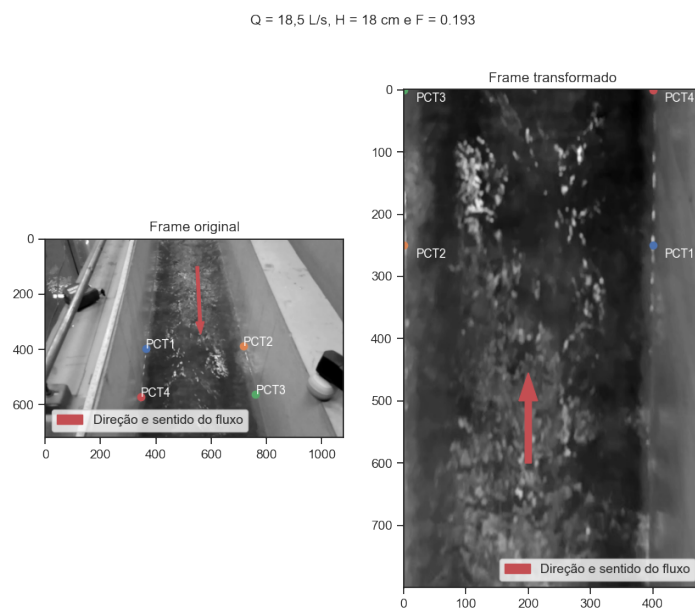 Q = 18,5 L/s, H = 18 cm e F = 0.193
Frame original
0
200
400
600
0
200
400
600
800
1000
PCT1
PCT2
PCT4
PCT3
Direção e sentido do fluxo
Frame transformado
0
100
200
300
400
500
600
700
0
100
200
300
400
PCT3
PCT4
PCT2
PCT1
Direção e sentido do fluxo